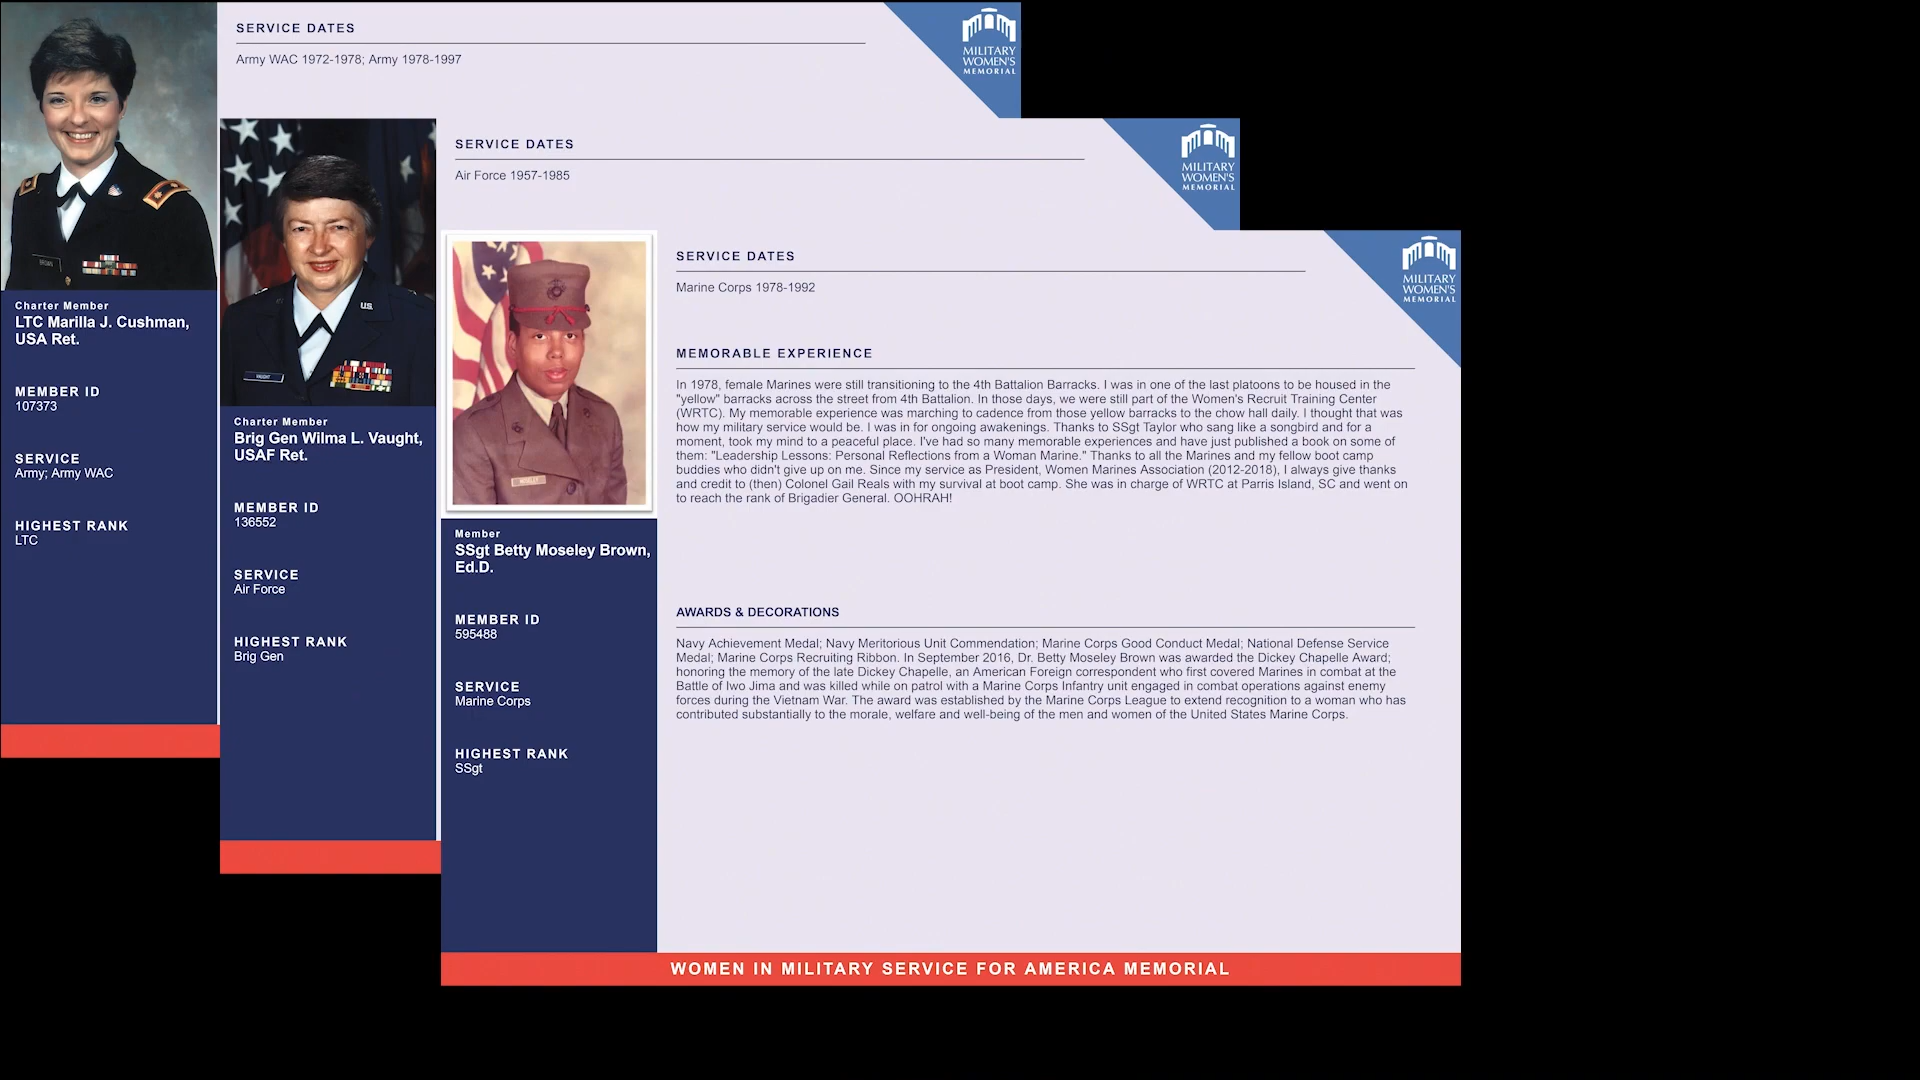 SERVICE DATES
Army WAC 1972-1978; Army 1978-1997
MILITARY
WOMEN'S
MEMORIAL
Charter Member
LTC Marilla J. Cushman,
USA Ret.
MEMBER ID
107373
SERVICE
Army; Army WAC
HIGHEST RANK
LTC
SERVICE DATES
Air Force 1957-1985
MILITARY
WOMEN'S
MEMORIAL
U.S.
VAUGHT
Charter Member
Brig Gen Wilma L. Vaught,
USAF Ret.
MEMBER ID
136552
SERVICE
Air Force
HIGHEST RANK
Brig Gen
SERVICE DATES
Marine Corps 1978-1992
MILITARY
WOMEN'S
MEMORIAL
Member
SSgt Betty Moseley Brown,
Ed.D.
MEMBER ID
595488
SERVICE
Marine Corps
HIGHEST RANK
SSgt
MEMORABLE EXPERIENCE
In 1978, female Marines were still transitioning to the 4th Battalion Barracks. I was in one of the last platoons to be housed in the
"yellow" barracks across the street from 4th Battalion. In those days, we were still part of the Women's Recruit Training Center
(WRTC). My memorable experience was marching to cadence from those yellow barracks to the chow hall daily. I thought that was
how my military service would be. I was in for ongoing awakenings. Thanks to SSgt Taylor who sang like a songbird and for a
moment, took my mind to a peaceful place. I've had so many memorable experiences and have just published a book on some of
them: "Leadership Lessons: Personal Reflections from a Woman Marine." Thanks to all the Marines and my fellow boot camp
buddies who didn't give up on me. Since my service as President, Women Marines Association (2012-2018), I always give thanks
and credit to (then) Colonel Gail Reals with my survival at boot camp. She was in charge of WRTC at Parris Island, SC and went on
to reach the rank of Brigadier General. OOHRAH!
AWARDS & DECORATIONS
Navy Achievement Medal; Navy Meritorious Unit Commendation; Marine Corps Good Conduct Medal; National Defense Service
Medal; Marine Corps Recruiting Ribbon. In September 2016, Dr. Betty Moseley Brown was awarded the Dickey Chapelle Award;
honoring the memory of the late Dickey Chapelle, an American Foreign correspondent who first covered Marines in combat at the
Battle of Iwo Jima and was killed while on patrol with a Marine Corps Infantry unit engaged in combat operations against enemy
forces during the Vietnam War. The award was established by the Marine Corps League to extend recognition to a woman who has
contributed substantially to the morale, welfare and well-being of the men and women of the United States Marine Corps.
WOMEN IN MILITARY SERVICE FOR AMERICA MEMORIAL